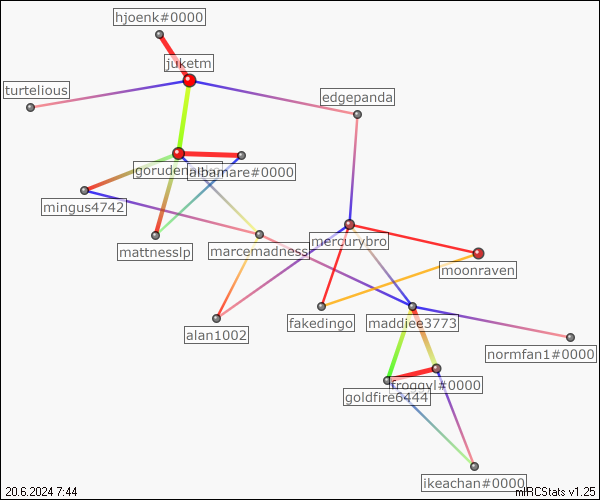 hjoenk#0000
juketm
turtelious
edgepanda
albamare#0000
mingus4742
mattnesslp
marcemadness
mercurybro
moonraven
alan1002
fakedingo
maddiee3773
normfan1#0000
froggyl#0000
goldfire6444
ikeachan#0000
20.6.2024 7:44
mIRCStats v1.25